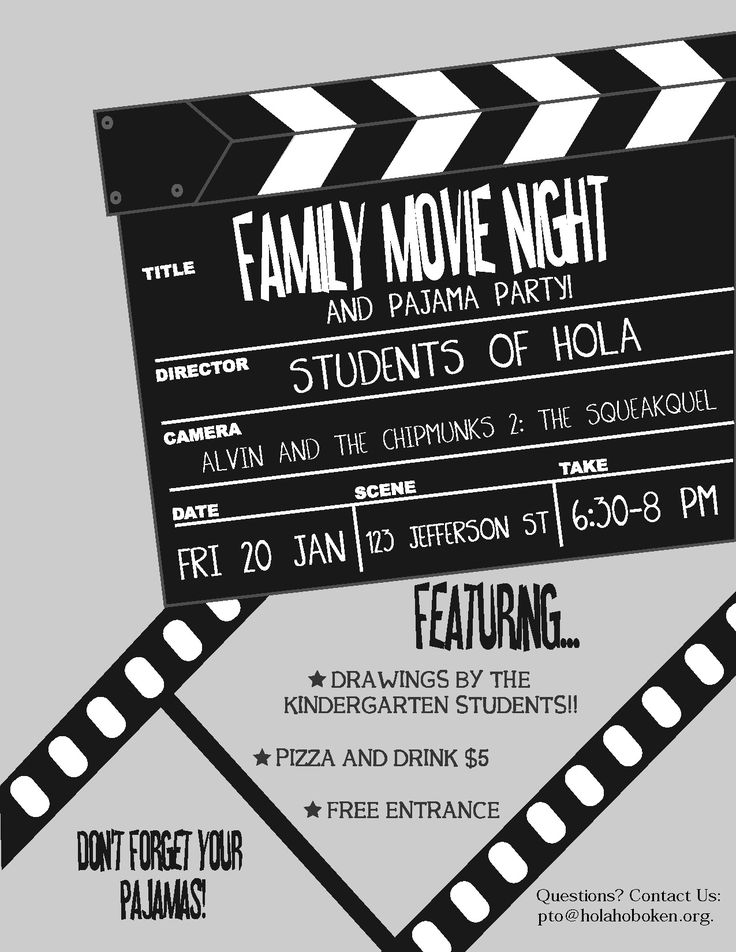 TITLE
FAMILY MOVIE NIGHT
AND PAJAMA PARTY!
DIRECTOR
STUDENTS OF HOLA
CAMERA
ALVIN AND THE CHIPMUNKS 2: THE SQUEAKQUEL
DATE
FRI 20 JAN
SCENE
123 JEFFERSON ST
TAKE
6:30-8 PM
FEATURING...
★ DRAWINGS BY THE
KINDERGARTEN STUDENTS!!
★ PIZZA AND DRINK $5
★ FREE ENTRANCE
DON'T FORGET YOUR
PAJAMAS!
Questions? Contact Us:
pto@holahoboken.org.